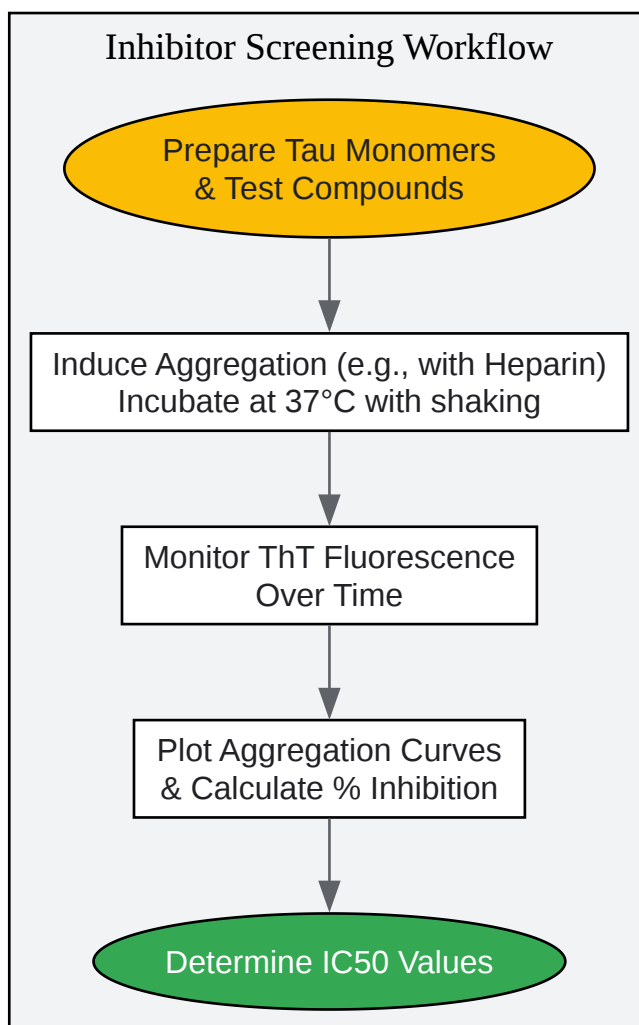 Inhibitor Screening Workflow
Prepare Tau Monomers
& Test Compounds
Induce Aggregation (e.g., with Heparin)
Incubate at 37°C with shaking
Monitor ThT Fluorescence
Over Time
Plot Aggregation Curves
& Calculate % Inhibition
Determine IC50 Values